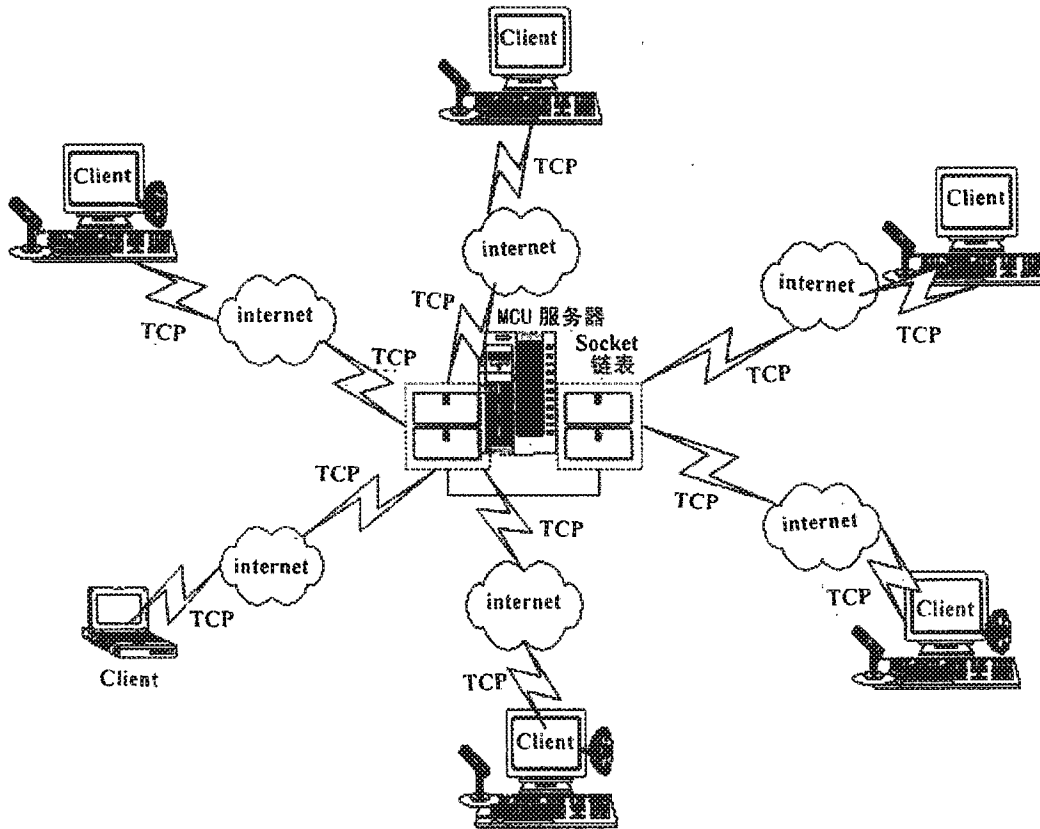 Client
TCP
Client
Client
internet
internet
internet
TCP
TCP
TCP
MCU 服务器
Socket
链表
TCP
TCP
TCP
TCP
internet
TCP
internet
internet
TCP
TCP
Client
Client
TCP
Client